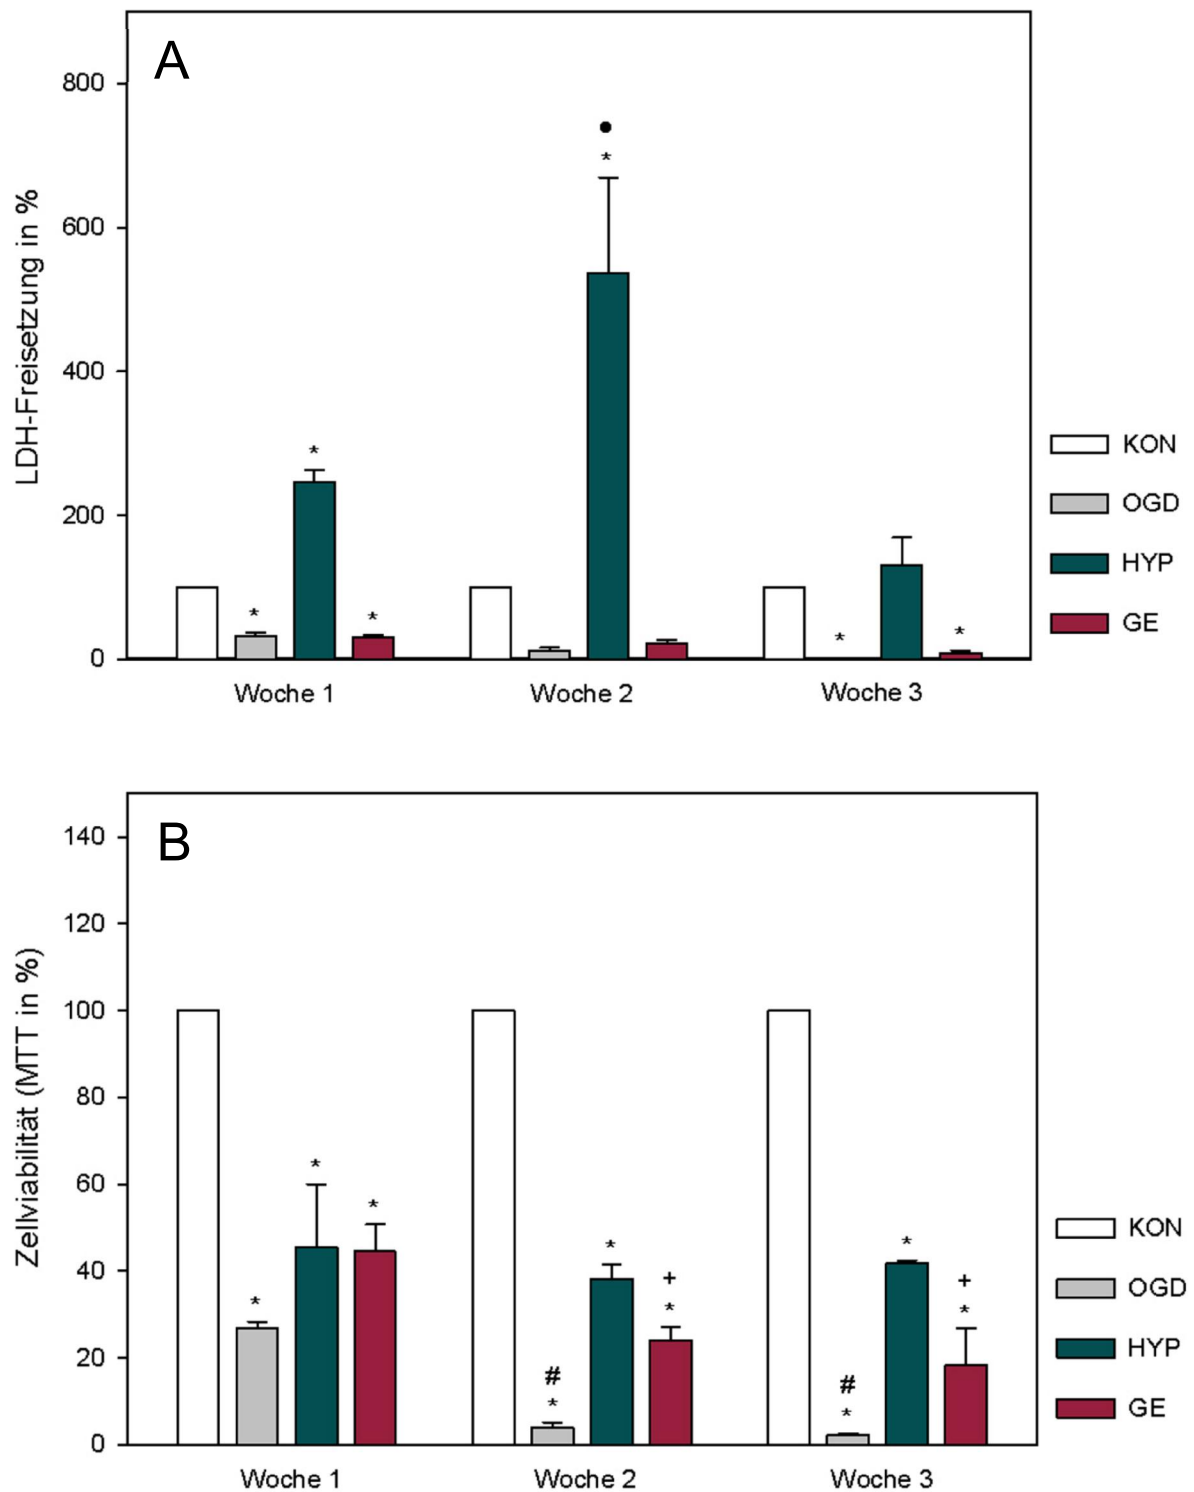 A
800
600
400
200
0
LDH-Freisetzung in %
●
*
*
*
*
*
*
Woche 1
Woche 2
Woche 3
KON
OGD
HYP
GE
B
140
120
100
80
60
40
20
0
Zellviabilität (MTT in %)
*
*
*
#
*
*
+
*
#
*
*
+
*
Woche 1
Woche 2
Woche 3
KON
OGD
HYP
GE